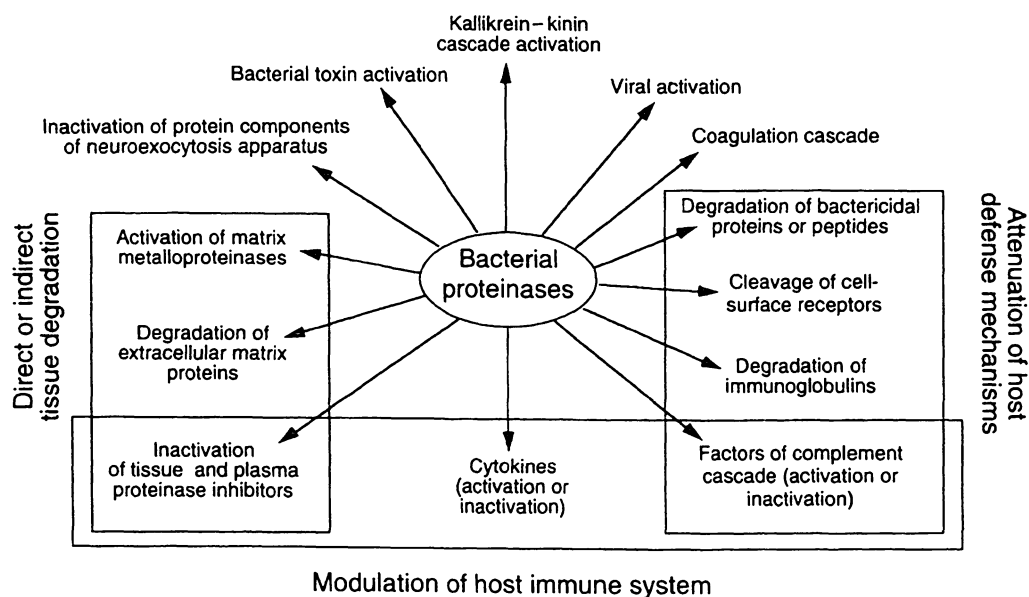 Kallikrein–kinin
cascade activation
Bacterial toxin activation
Viral activation
Inactivation of protein components
of neuroexocytosis apparatus
Coagulation cascade
Direct or indirect
tissue degradation
Activation of matrix
metalloproteinases
Degradation of
extracellular matrix
proteins
Inactivation
of tissue and plasma
proteinase inhibitors
Bacterial
proteinases
Cytokines
(activation or
inactivation)
Degradation of bactericidal
proteins or peptides
Cleavage of cell-
surface receptors
Degradation of
immunoglobulins
Factors of complement
cascade (activation or
inactivation)
Attenuation of host
defense mechanisms
Modulation of host immune system